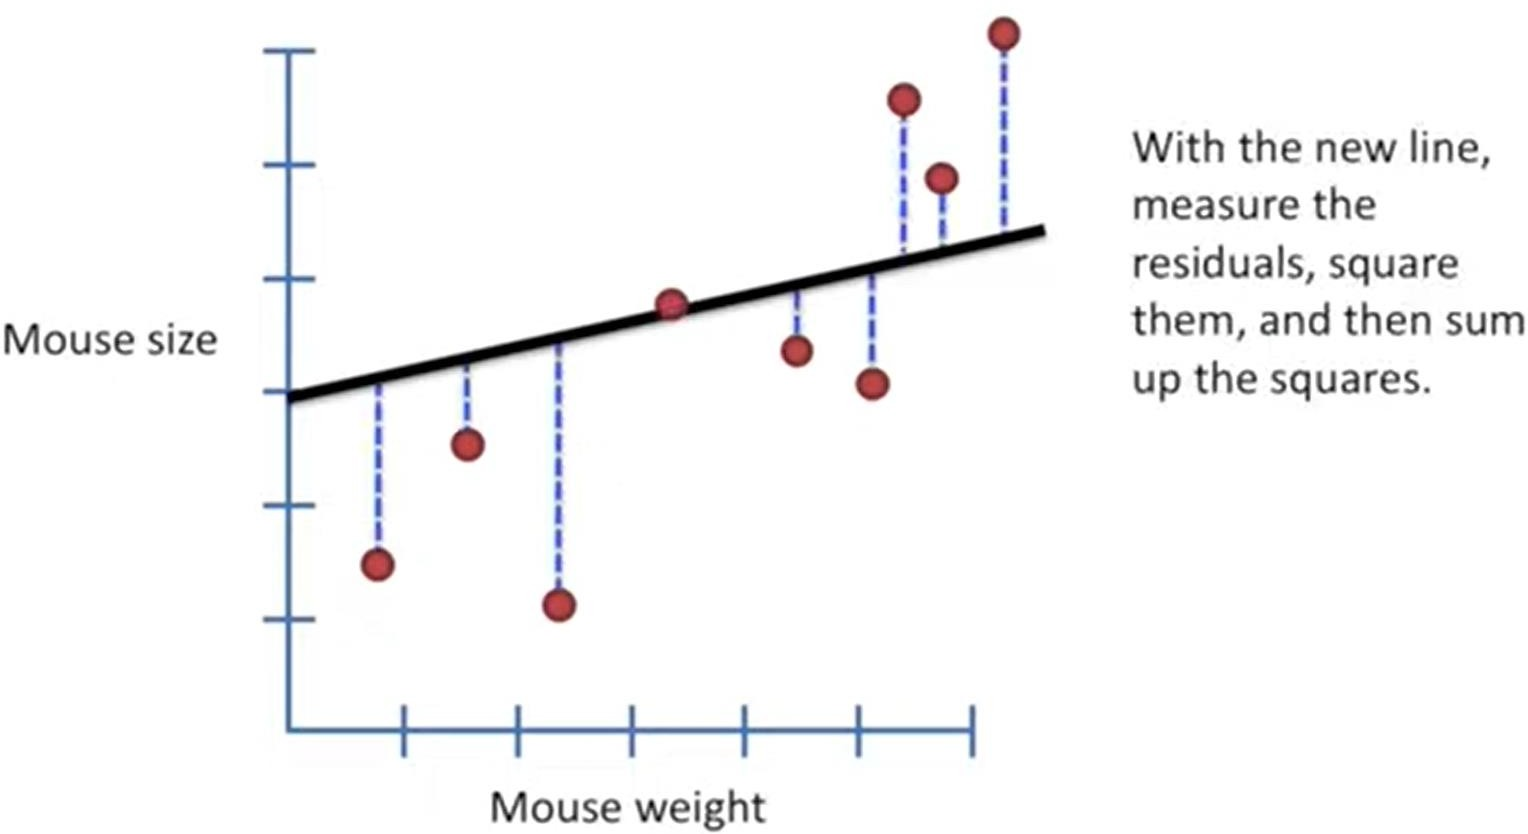 With the new line,
measure the
residuals, square
them, and then sum
up the squares.
Mouse size
Mouse weight